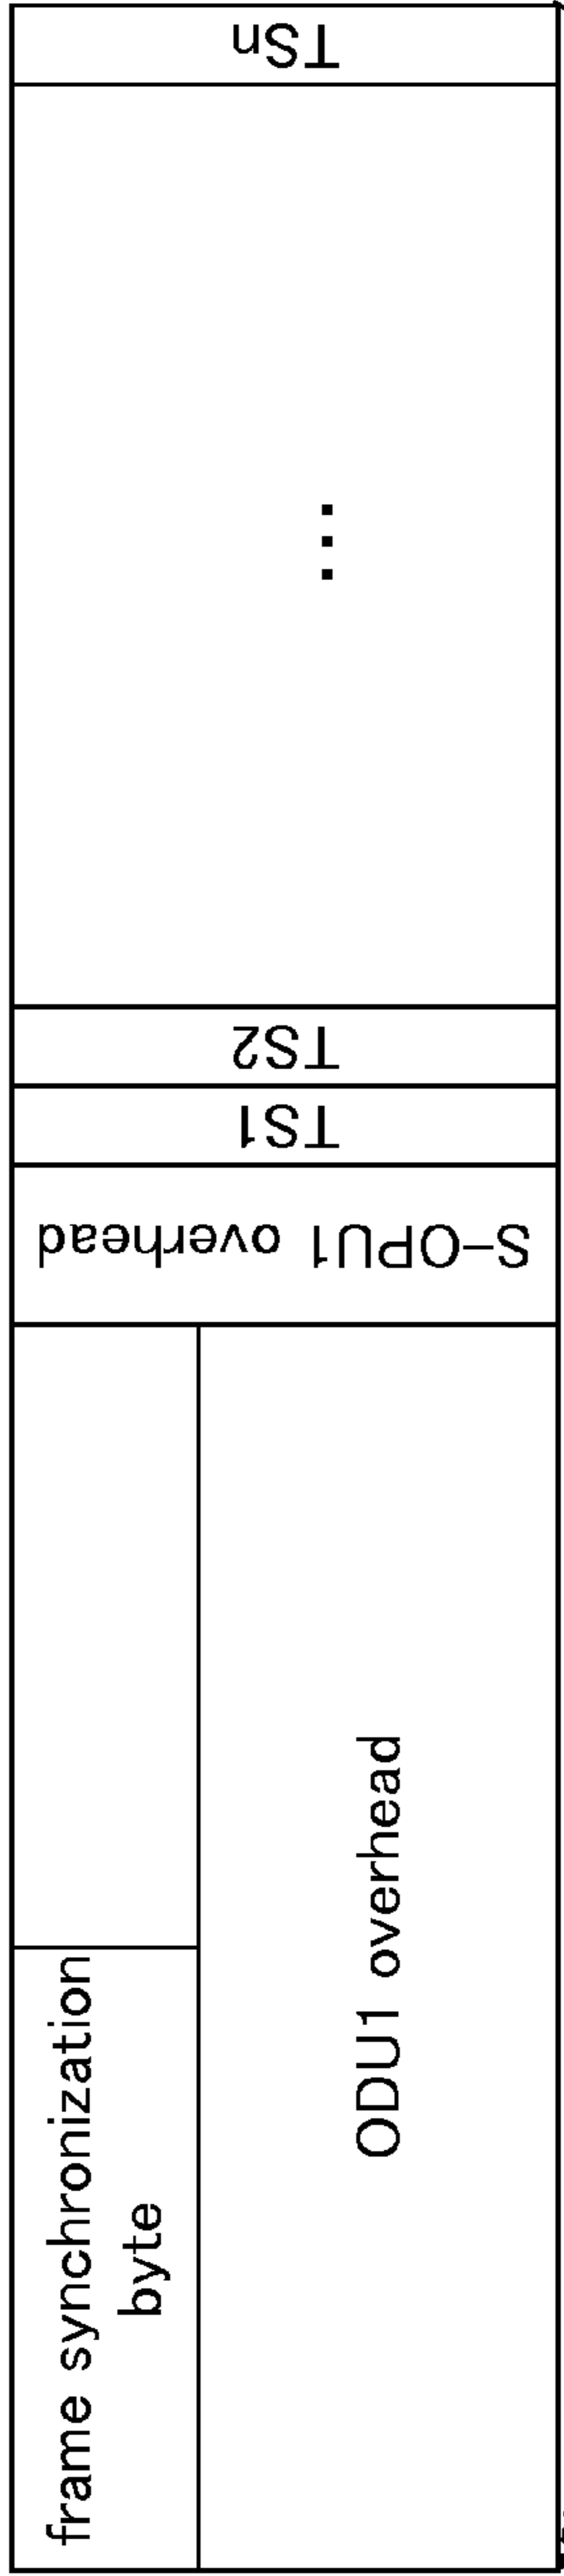 frame synchronization
byte
ODU1 overhead
S-OPU1 overhead
TS1
TS2
...
TSn